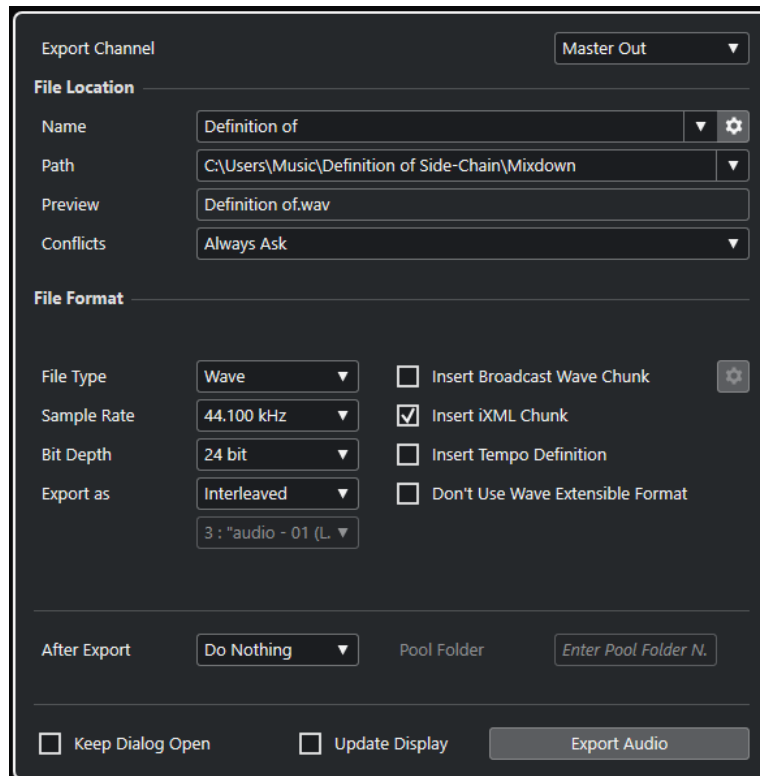 Export Channel Master Out
File Location
Name Definition of
Path C:\Users\Music\Definition of Side-Chain\Mixdown
Preview Definition of.wav
Conflicts Always Ask
File Format
File Type Wave Insert Broadcast Wave Chunk
Sample Rate 44.100 kHz Insert iXML Chunk
Bit Depth 24 bit Insert Tempo Definition
Export as Interleaved Don't Use Wave Extensible Format
3 : "audio - 01 (L.
After Export Do Nothing Pool Folder Enter Pool Folder N.
Keep Dialog Open Update Display Export Audio